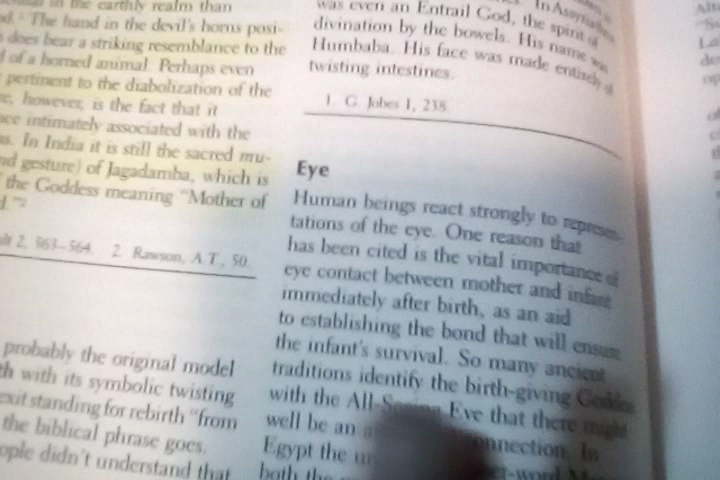 in the earthly realm than
The hand in the devil's horns posi-
does bear a striking resemblance to the
of a horned animal. Perhaps even
pertinent to the diabolization of the
however, is the fact that it
intimately associated with the
In India it is still the sacred mu-
gesture) of Jagadamba, which is
the Goddess meaning "Mother of
2, 563–564. 2. Rawson, A.T., 50.
probably the original model
with its symbolic twisting
exit standing for rebirth "from
the biblical phrase goes.
didn't understand that
was even an Entrail God, the spirit of
divination by the bowels. His name was
Humbaba. His face was made entirely of
twisting intestines.
1. G. Jobes 1, 238.
Eye
Human beings react strongly to represen-
tations of the eye. One reason that
has been cited is the vital importance of
eye contact between mother and infant
immediately after birth, as an aid
to establishing the bond that will ensure
the infant's survival. So many ancient
traditions identify the birth-giving Goddess
with the All-Seeing Eye that there might
well be an
connection. In
Egypt the
both the